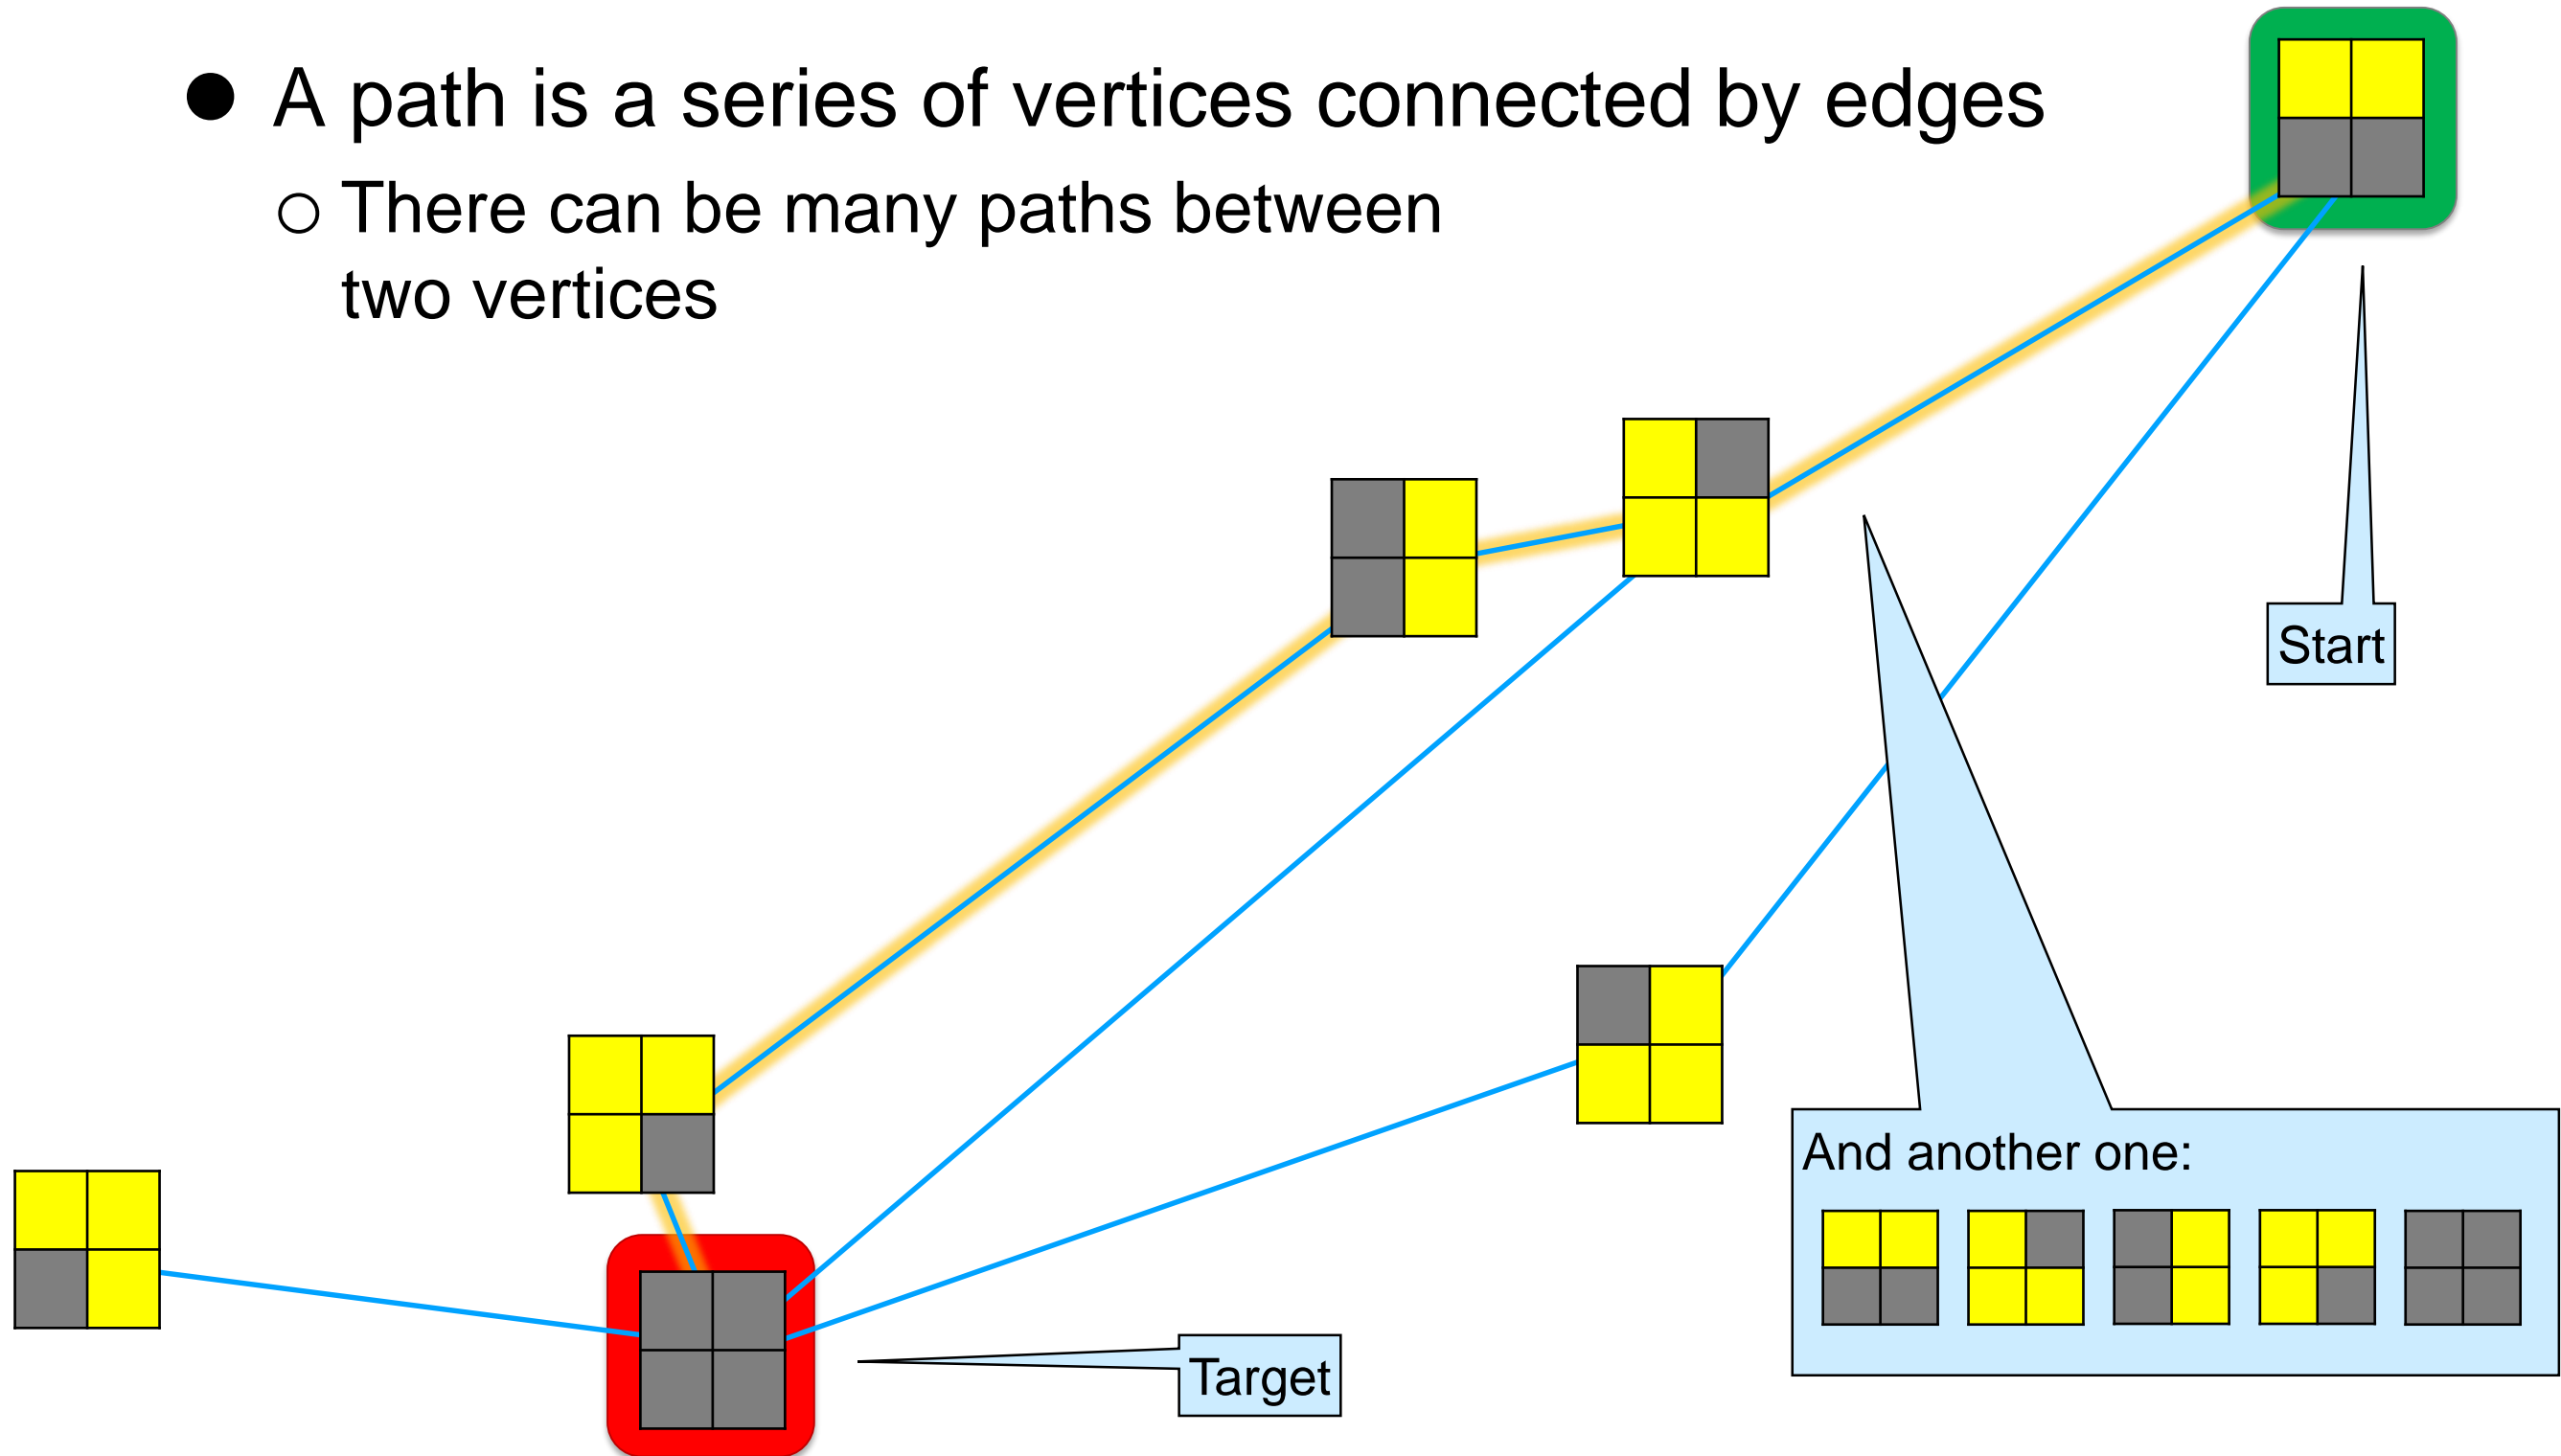 ● A path is a series of vertices connected by edges
○ There can be many paths between
two vertices
Start
And another one:
Target